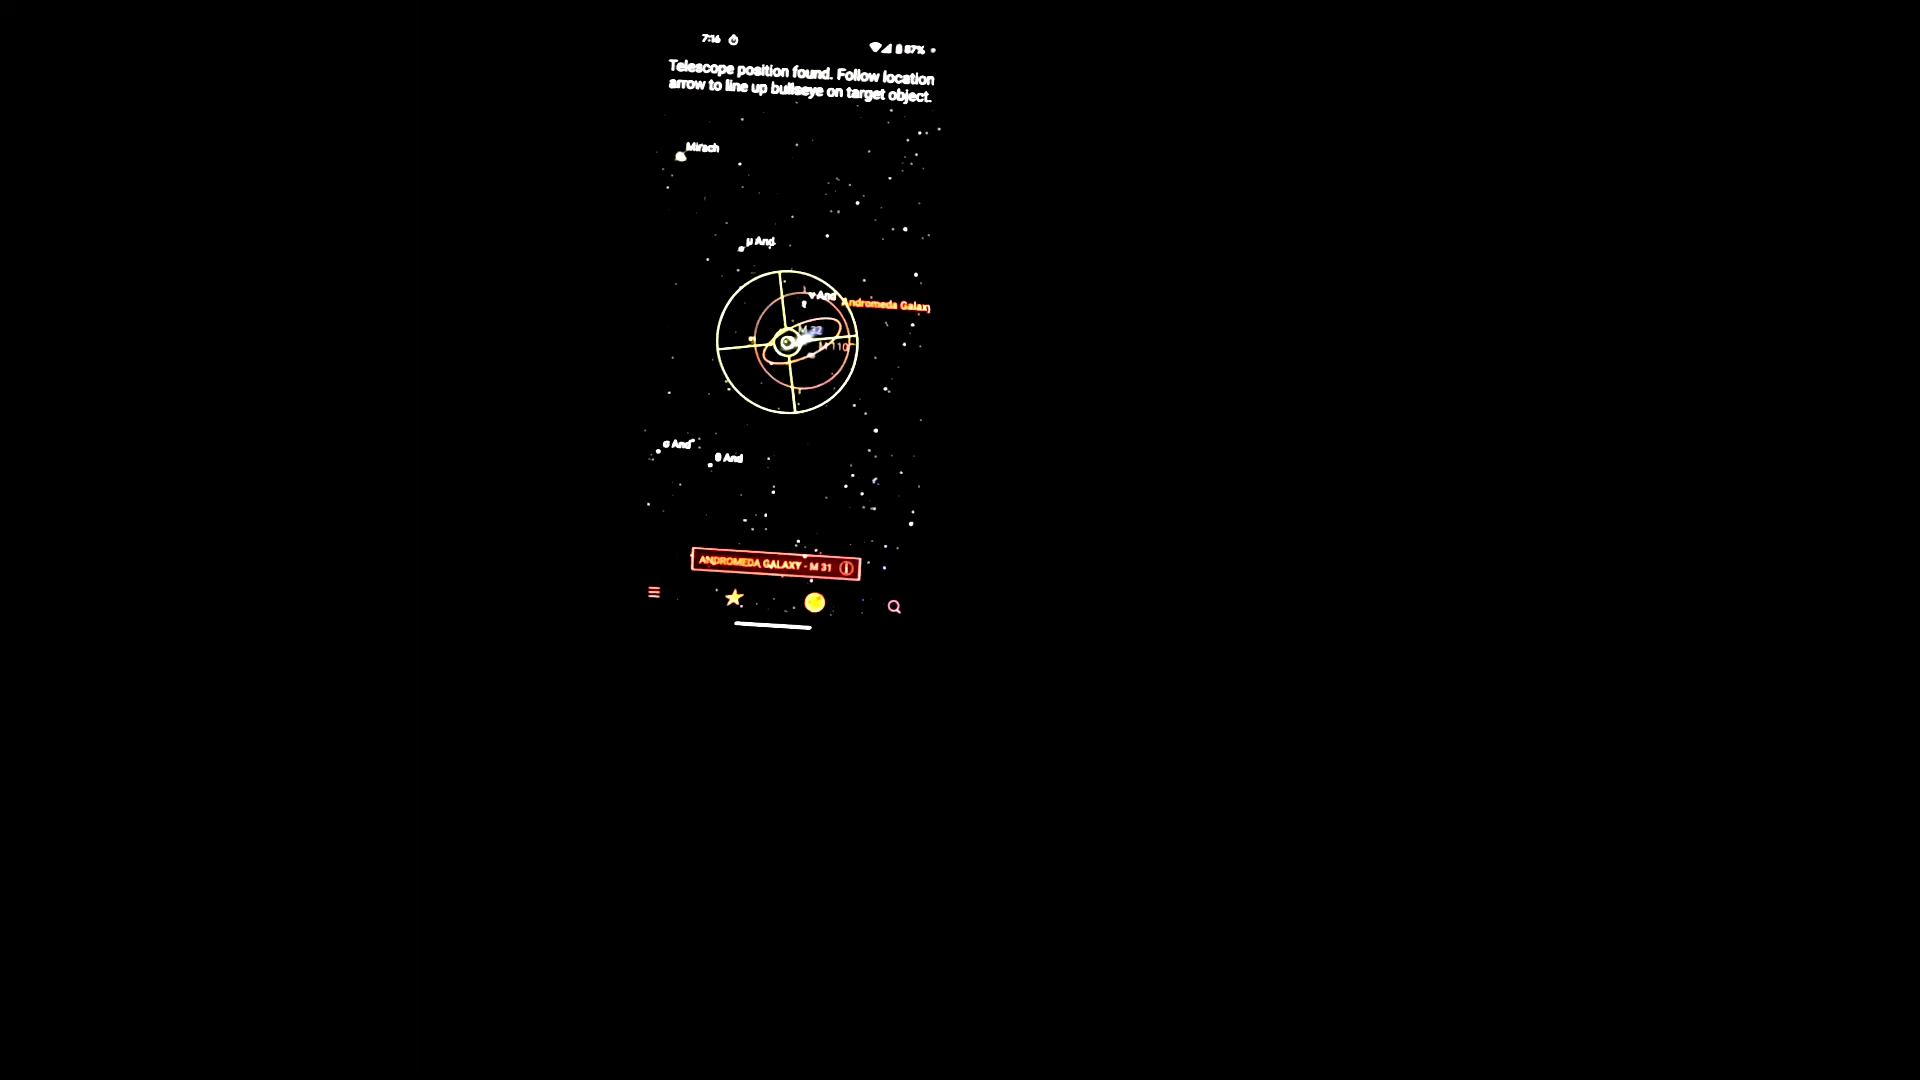 7:16
87%
Telescope position found. Follow location
arrow to line up bullseye on target object.
Mirach
μ And
ν And
Andromeda Galaxy
M 32
M 110
σ And
θ And
ANDROMEDA GALAXY - M 31